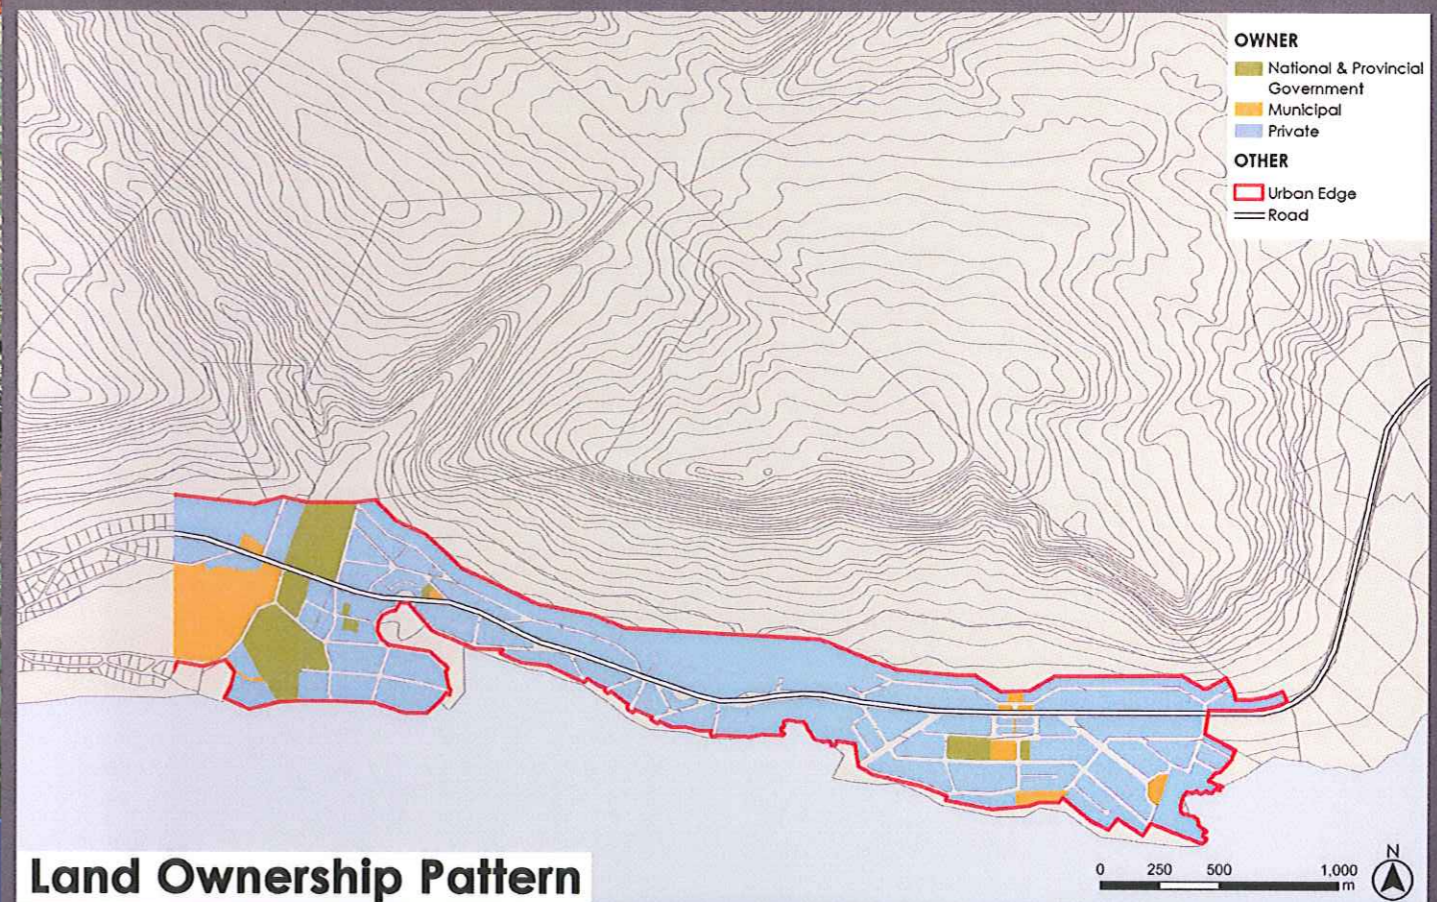 OWNER
National & Provincial
Government
Municipal
Private
OTHER
Urban Edge
Road
Land Ownership Pattern
0 250 500 1,000
m
N